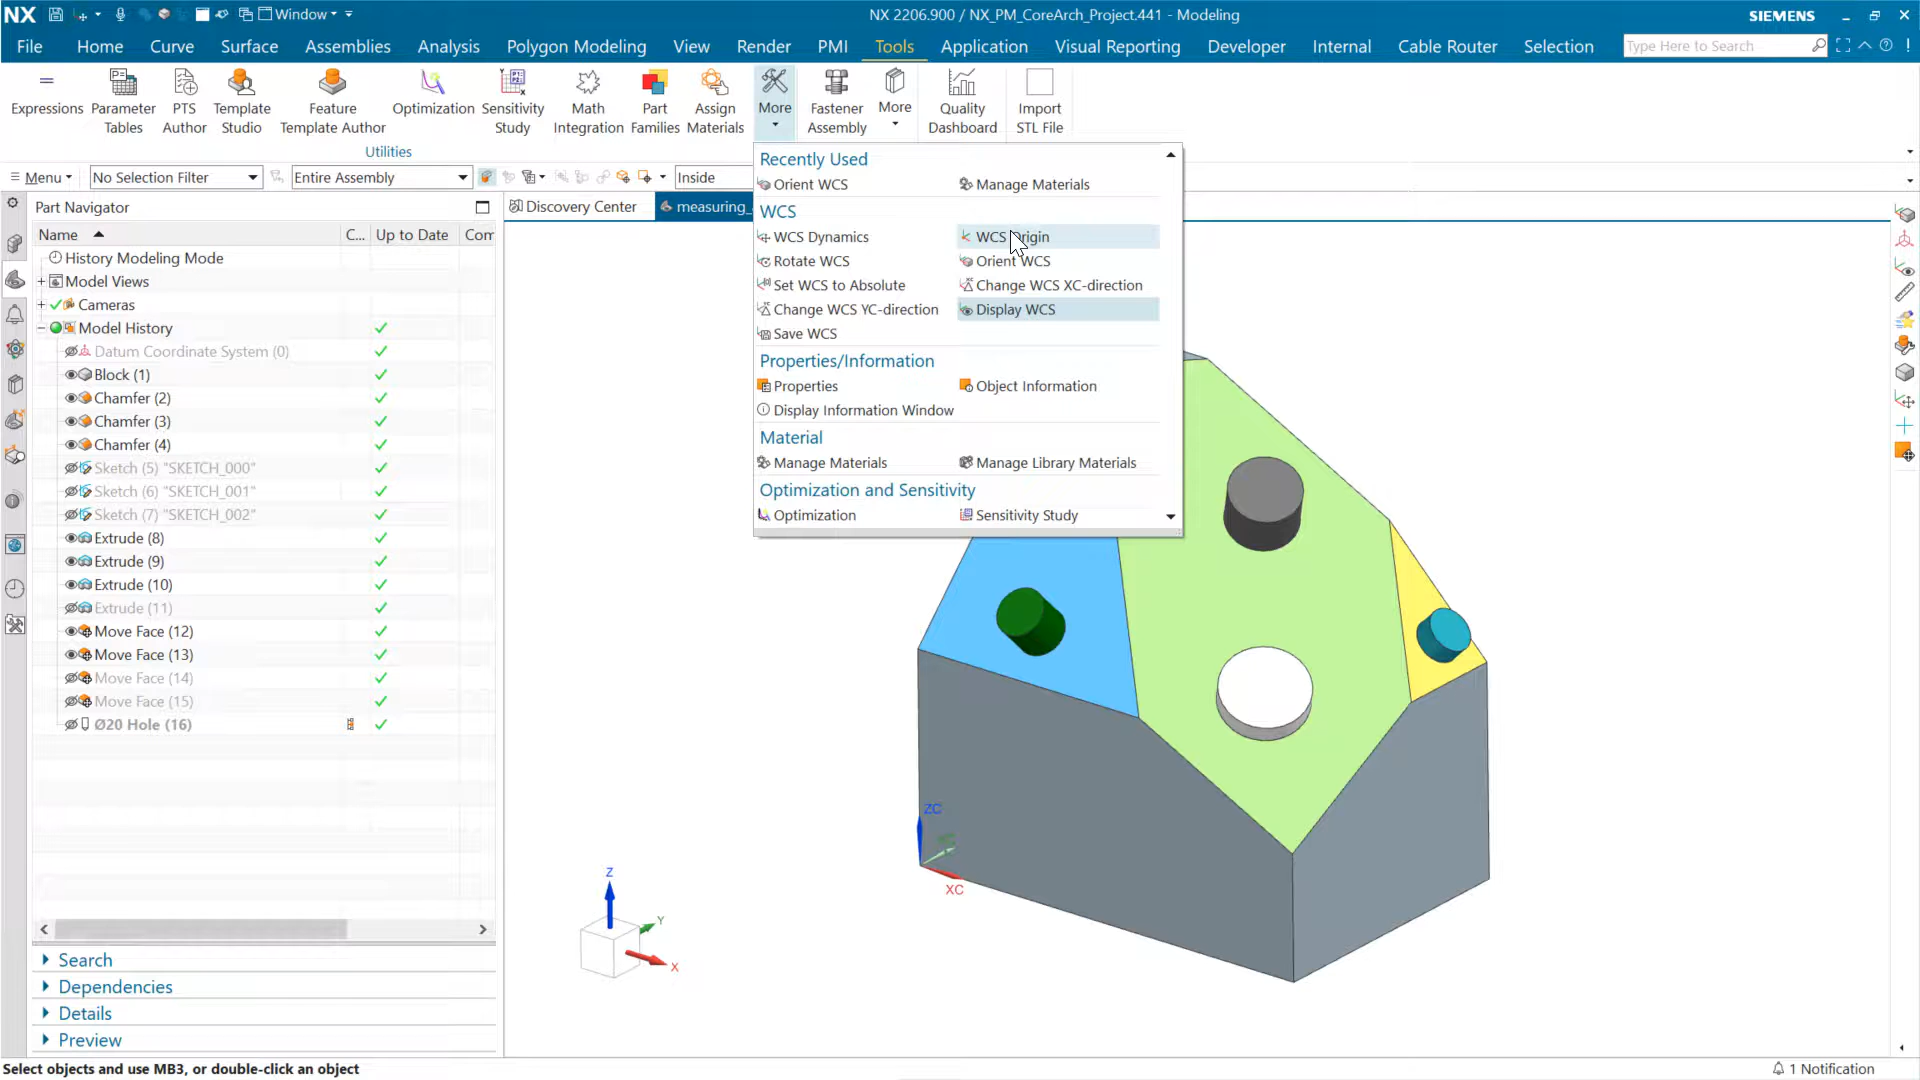 NX
Window
NX 2206.900 / NX_PM_CoreArch_Project.441 - Modeling
SIEMENS
File Home Curve Surface Assemblies Analysis Polygon Modeling View Render PMI Tools Application Visual Reporting Developer Internal Cable Router Selection
Type Here to Search
Expressions
Parameter
Tables
PTS
Author
Template
Studio
Feature
Template Author
Optimization
Sensitivity
Study
Math
Integration
Part
Families
Assign
Materials
More
Fastener
Assembly
More
Quality
Dashboard
Import
STL File
Utilities
Menu
No Selection Filter
Entire Assembly
Inside
Part Navigator
Discovery Center
measuring_
Name C... Up to Date Com
History Modeling Mode
Model Views
Cameras
Model History
Datum Coordinate System (0)
Block (1)
Chamfer (2)
Chamfer (3)
Chamfer (4)
Sketch (5) "SKETCH_000"
Sketch (6) "SKETCH_001"
Sketch (7) "SKETCH_002"
Extrude (8)
Extrude (9)
Extrude (10)
Extrude (11)
Move Face (12)
Move Face (13)
Move Face (14)
Move Face (15)
Ø20 Hole (16)
Search
Dependencies
Details
Preview
Recently Used
Orient WCS Manage Materials
WCS
WCS Dynamics WCS Origin
Rotate WCS Orient WCS
Set WCS to Absolute Change WCS XC-direction
Change WCS YC-direction Display WCS
Save WCS
Properties/Information
Properties Object Information
Display Information Window
Material
Manage Materials Manage Library Materials
Optimization and Sensitivity
Optimization Sensitivity Study
ZC
XC
Z
Y
X
Select objects and use MB3, or double-click an object
1 Notification